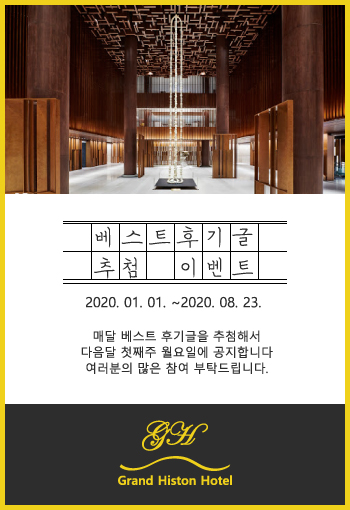 베스트후기글
추첨 이벤트
2020. 01. 01. ~2020. 08. 23.
매달 베스트 후기글을 추첨해서
다음달 첫째주 월요일에 공지합니다
여러분의 많은 참여 부탁드립니다.
GH
Grand Histon Hotel